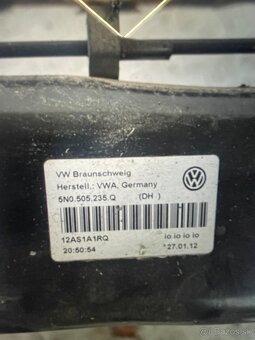 VW Braunschweig
Herstell.: VWA, Germany
5N0.505.235.Q (DH )
12AS1A1RQ io io io io
20:50:54 *27.01.12